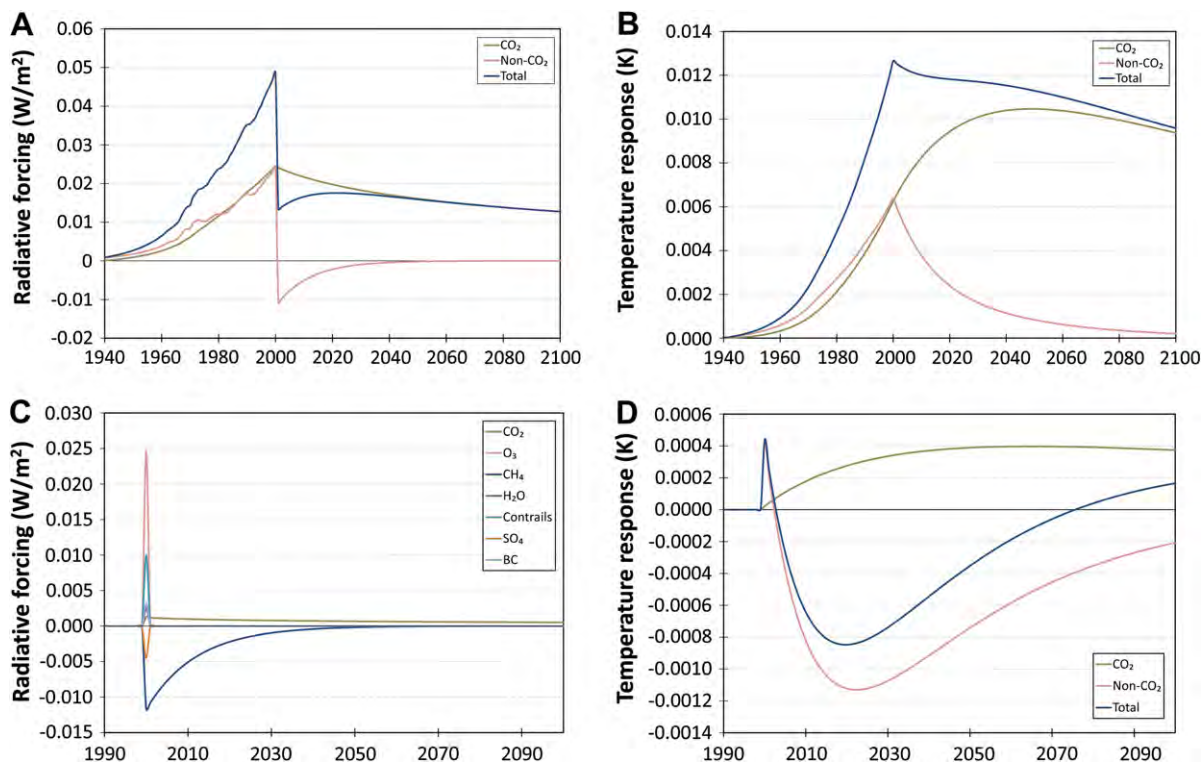 A
Radiative forcing (W/m²)
0.06
0.05
0.04
0.03
0.02
0.01
0
-0.01
-0.02
1940 1960 1980 2000 2020 2040 2060 2080 2100
CO₂
Non-CO₂
Total
B
Temperature response (K)
0.014
0.012
0.010
0.008
0.006
0.004
0.002
0.000
1940 1960 1980 2000 2020 2040 2060 2080 2100
CO₂
Non-CO₂
Total
C
Radiative forcing (W/m²)
0.030
0.025
0.020
0.015
0.010
0.005
0.000
-0.005
-0.010
-0.015
1990 2010 2030 2050 2070 2090
CO₂
O₃
CH₄
H₂O
Contrails
SO₄
BC
D
Temperature response (K)
0.0006
0.0004
0.0002
0.0000
-0.0002
-0.0004
-0.0006
-0.0008
-0.0010
-0.0012
-0.0014
1990 2010 2030 2050 2070 2090
CO₂
Non-CO₂
Total